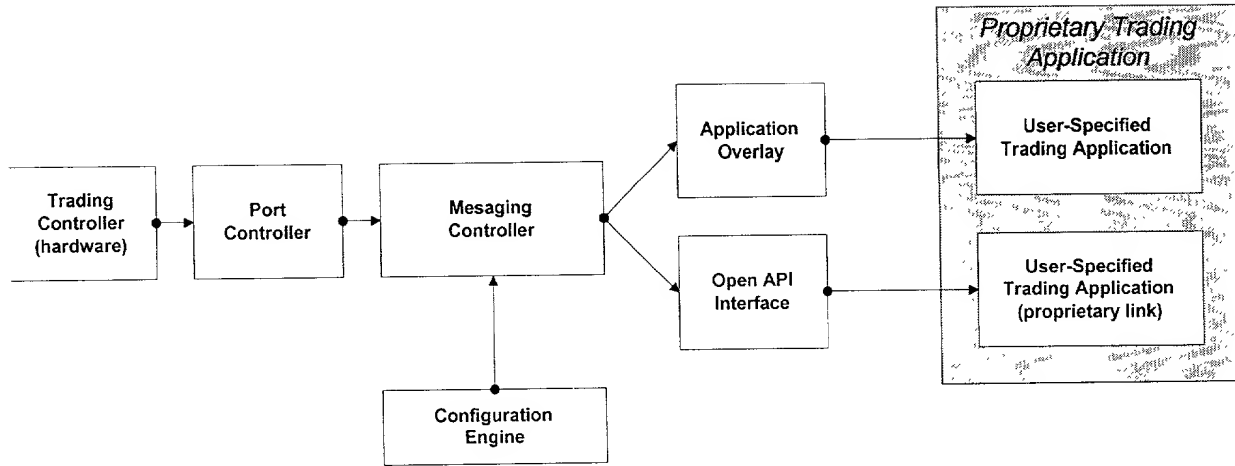 Proprietary Trading
Application
Application
Overlay
User-Specified
Trading Application
Trading
Controller
(hardware)
Port
Controller
Mesaging
Controller
Open API
Interface
User-Specified
Trading Application
(proprietary link)
Configuration
Engine